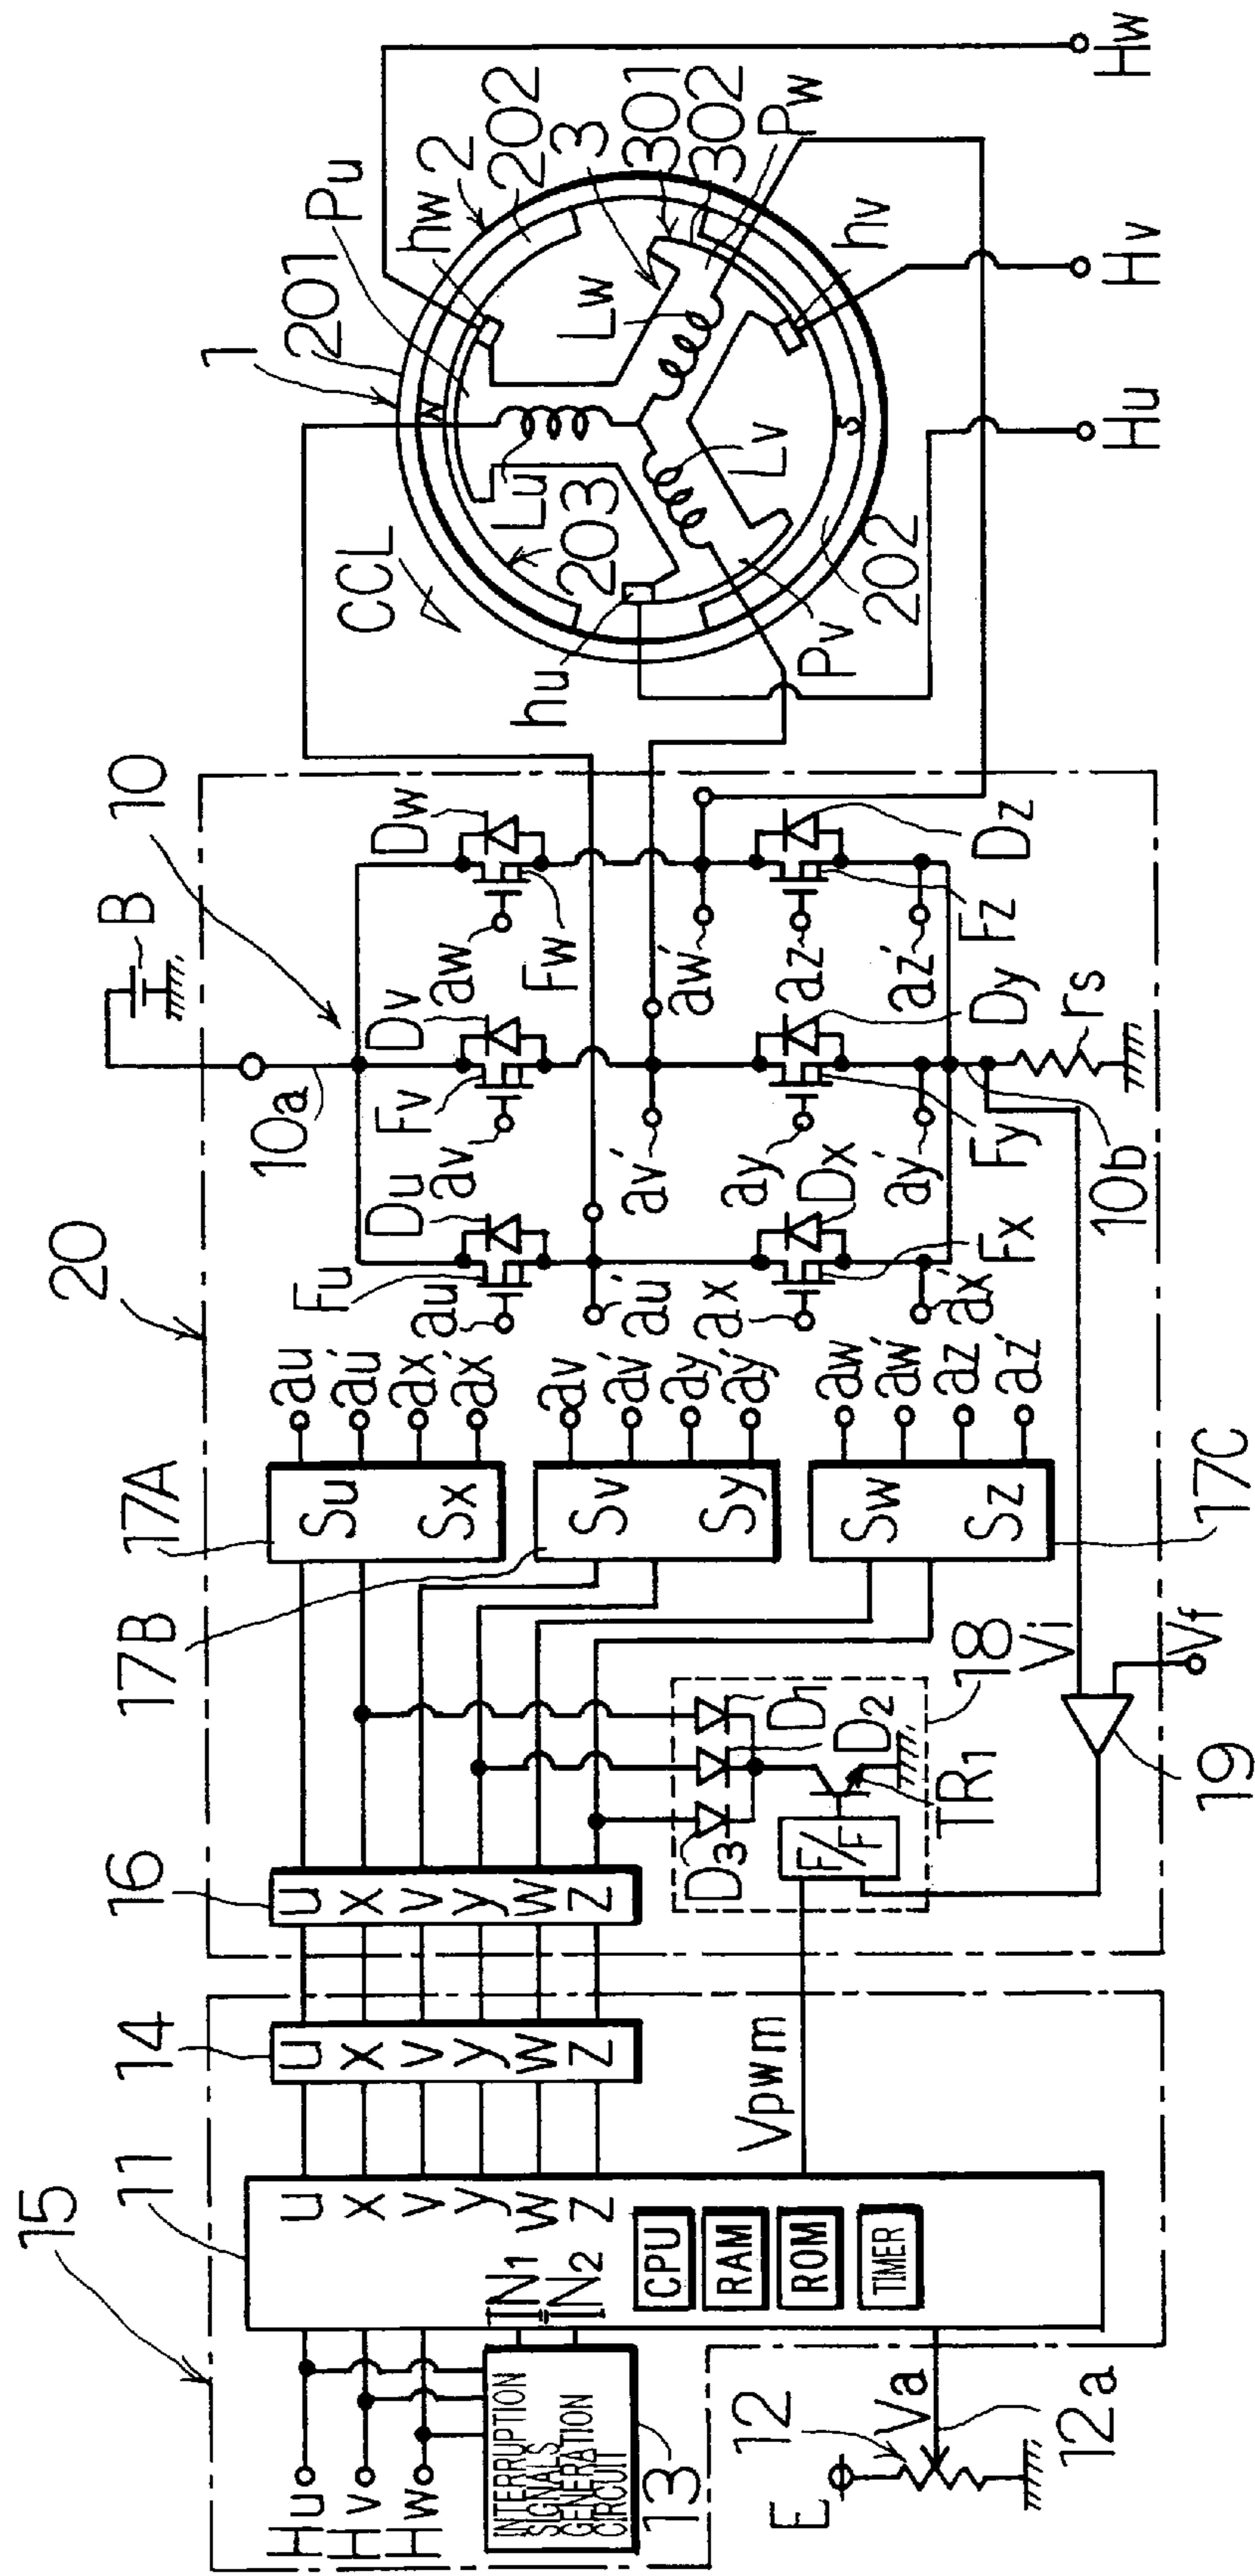 15
11
14
16
Hu
Hv
Hw
INTERRUPTION
SIGNALS
GENERATION
CIRCUIT
13
IN1
IN2
u
x
v
y
w
z
CPU
RAM
ROM
TIMER
E
12
Va
12a
u
x
v
y
w
z
Vpwm
u
x
v
y
w
z
20
17A
17B
17C
Su
Sx
Sv
Sy
Sw
Sz
au
au'
ax
ax'
av
av'
ay
ay'
aw
aw'
az
az'
D3
D1
D2
F/F
TR1
18
Vi
Vf
19
10
B
10a
Fu
Du
au
Fv
Dv
av
Fw
Dw
aw
au'
av'
aw'
ax
Dx
Fx
ax'
ay
Dy
Fy
ay'
az
Dz
Fz
az'
10b
rs
CCL
1
201
Pu
hw
2
202
3
301
302
Pw
N
Lu
203
Lw
Lv
hu
Pv
202
S
hv
Hu
Hv
Hw